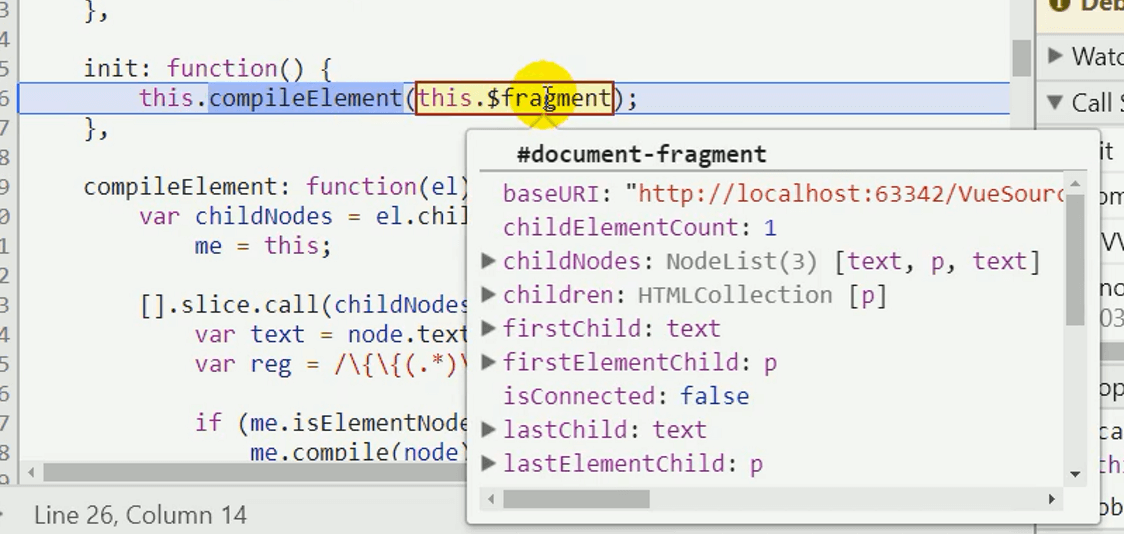 3 },
4
5 init: function() {
6 this.compileElement(this.$fragment);
7 },
8
9 compileElement: function(el)
0 var childNodes = el.chil
1 me = this;
2
3 [].slice.call(childNodes
4 var text = node.text
5 var reg = /\{\{(.*)\
6
7 if (me.isElementNode
8 me.compile(node)
9
Line 26, Column 14
#document-fragment
baseURI: "http://localhost:63342/VueSourc
childElementCount: 1
▶ childNodes: NodeList(3) [text, p, text]
▶ children: HTMLCollection [p]
▶ firstChild: text
▶ firstElementChild: p
isConnected: false
▶ lastChild: text
▶ lastElementChild: p
Deb
▶ Watc
▼ Call S
it
om
VV
no
03
op
ca
thi
ob